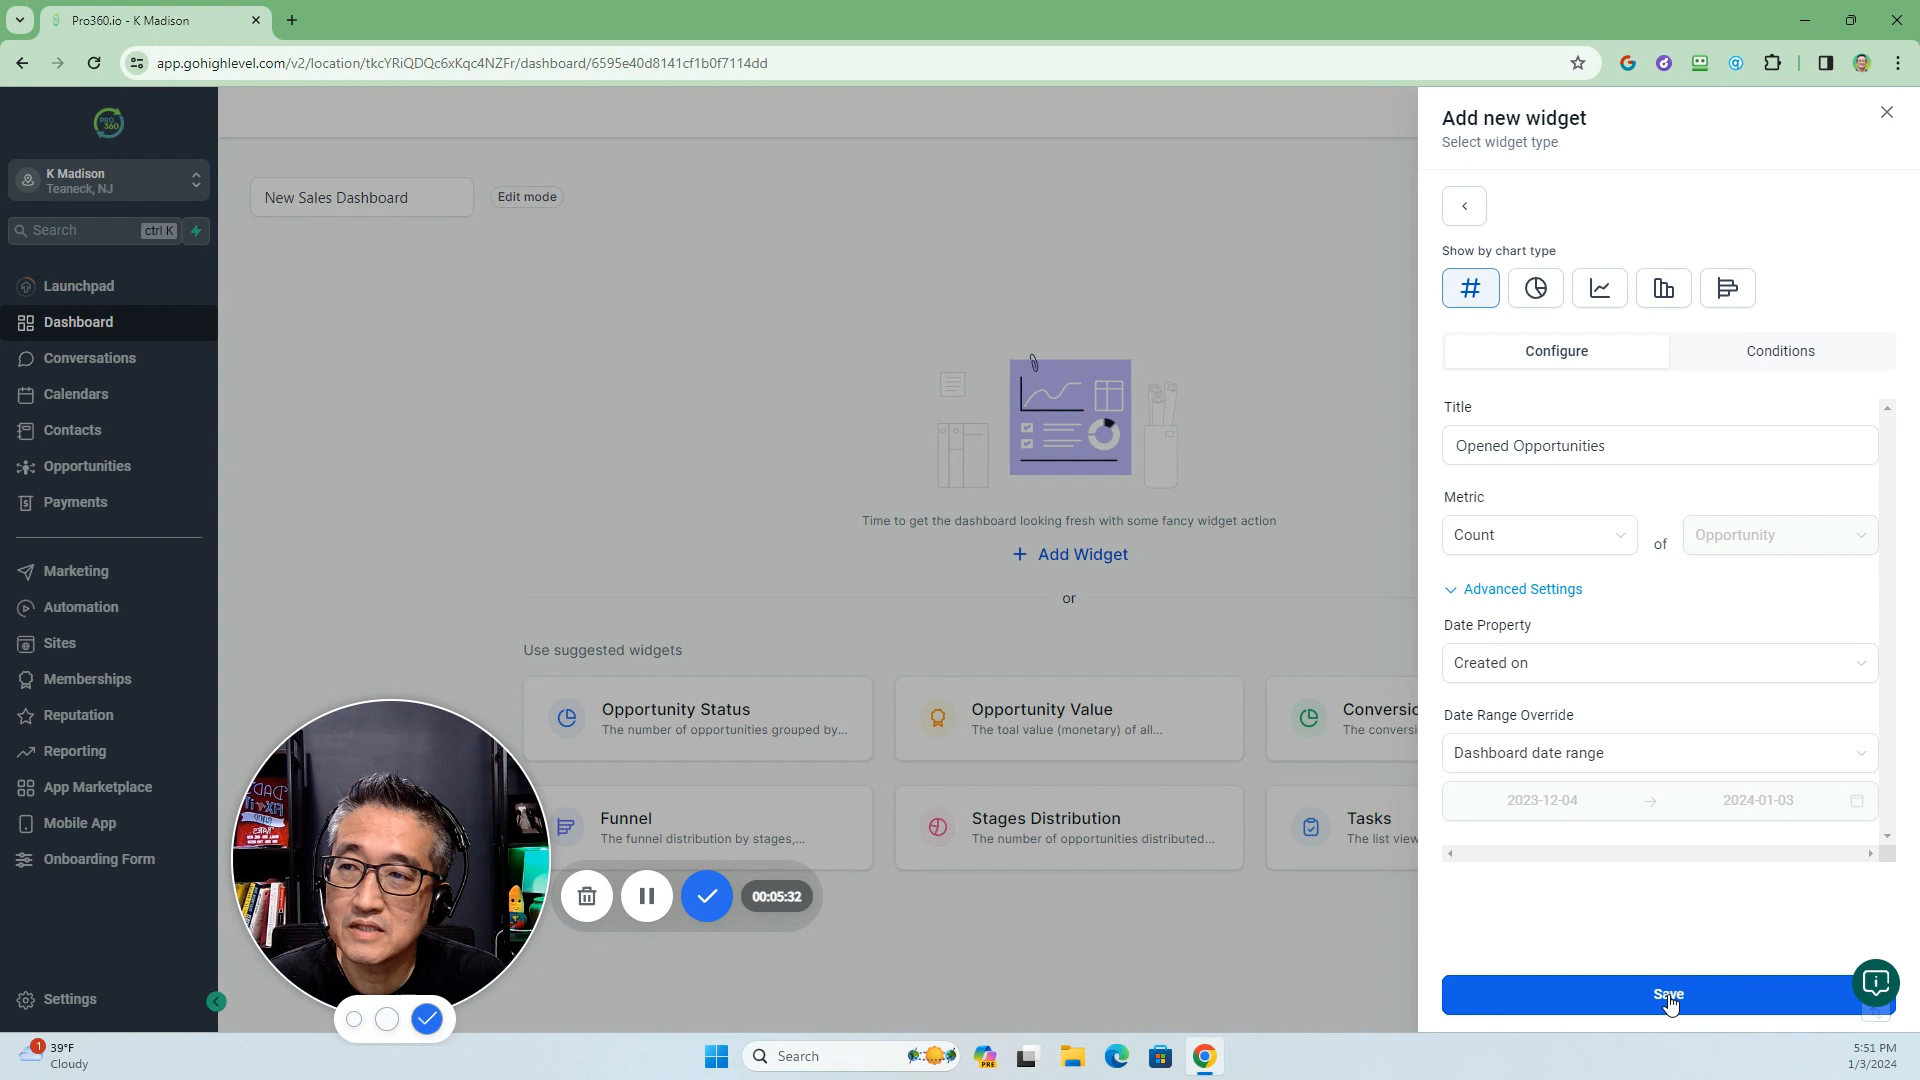 Pro360.io - K Madison
app.gohighlevel.com/v2/location/tkcYRiQDQc6xKqc4NZFr/dashboard/6595e40d8141cf1b0f7114dd
PRO
360
K Madison
Teaneck, NJ
Search
ctrl K
Launchpad
Dashboard
Conversations
Calendars
Contacts
Opportunities
Payments
Marketing
Automation
Sites
Memberships
Reputation
Reporting
App Marketplace
Mobile App
Onboarding Form
Settings
New Sales Dashboard
Edit mode
Time to get the dashboard looking fresh with some fancy widget action
+ Add Widget
or
Use suggested widgets
Opportunity Status
The number of opportunities grouped by...
Opportunity Value
The toal value (monetary) of all...
Conversic
The conversi
Funnel
The funnel distribution by stages,...
Stages Distribution
The number of opportunities distributed...
Tasks
The list view
00:05:32
Add new widget
Select widget type
Show by chart type
Configure
Conditions
Title
Opened Opportunities
Metric
Count
of
Opportunity
Advanced Settings
Date Property
Created on
Date Range Override
Dashboard date range
2023-12-04
2024-01-03
Save
1
39°F
Cloudy
Search
PRE
5:51 PM
1/3/2024